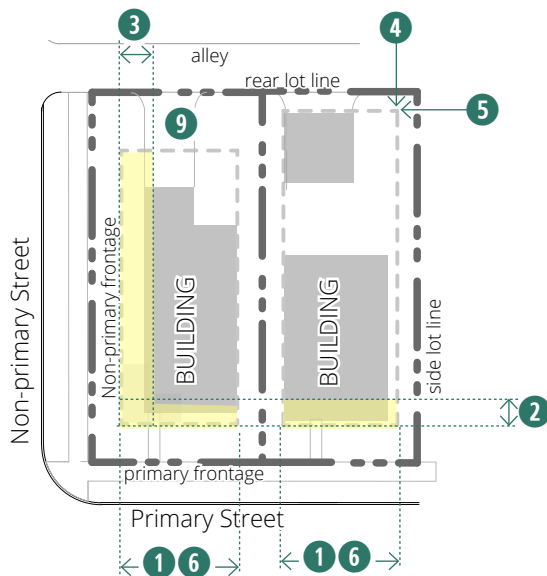 3
alley
4
rear lot line
5
9
Non-primary Street
Non-primary frontage
BUILDING
BUILDING
side lot line
2
primary frontage
Primary Street
1 6
1 6